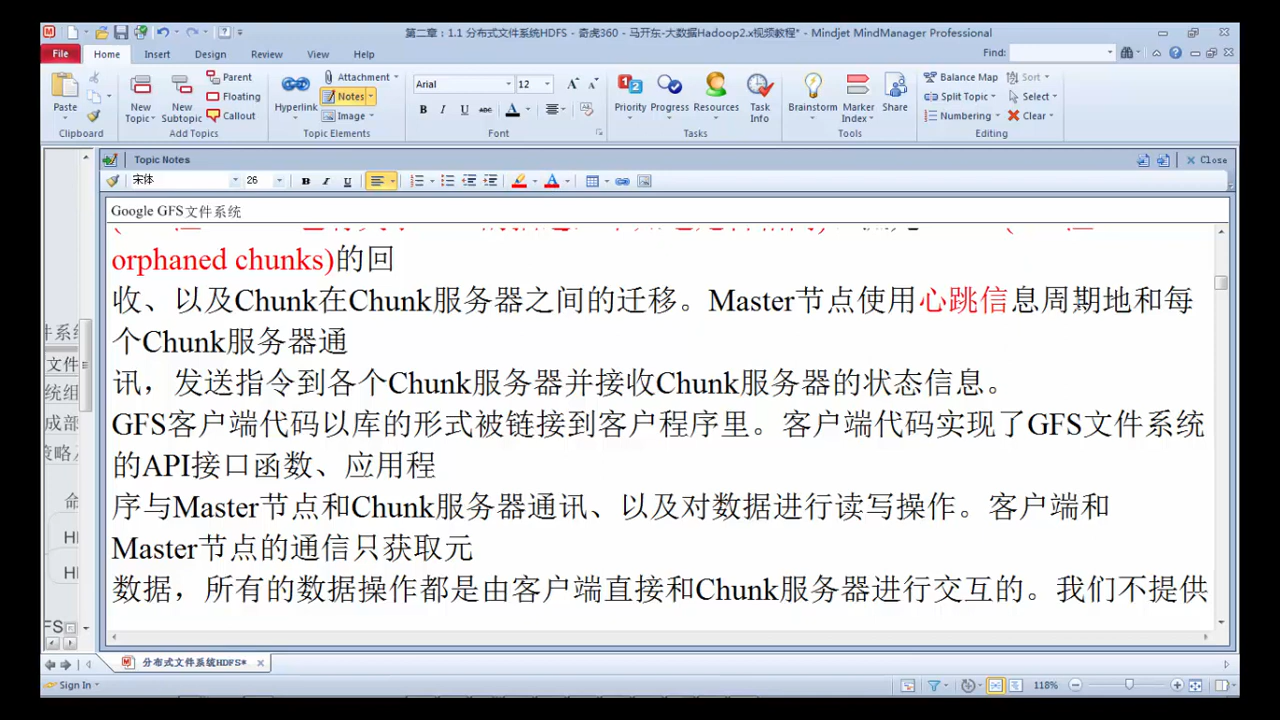 第二章：1.1 分布式文件系统HDFS - 奇虎360 - 马开东-大数据Hadoop2.x视频教程* - Mindjet MindManager Professional
File Home Insert Design Review View Help Find:
Paste
Clipboard
New Topic
New Subtopic
Parent
Floating
Callout
Add Topics
Hyperlink
Attachment
Notes
Image
Topic Elements
Arial 12
B I U abc A
Font
Priority
Progress
Resources
Task Info
Tasks
Brainstorm
Marker Index
Share
Tools
Balance Map
Split Topic
Numbering
Sort
Select
Clear
Editing
Topic Notes Close
宋体 26 B I U A
Google GFS文件系统
orphaned chunks)的回
收、以及Chunk在Chunk服务器之间的迁移。Master节点使用心跳信息周期地和每
个Chunk服务器通
讯，发送指令到各个Chunk服务器并接收Chunk服务器的状态信息。
GFS客户端代码以库的形式被链接到客户程序里。客户端代码实现了GFS文件系统
的API接口函数、应用程
序与Master节点和Chunk服务器通讯、以及对数据进行读写操作。客户端和
Master节点的通信只获取元
数据，所有的数据操作都是由客户端直接和Chunk服务器进行交互的。我们不提供
件系统
文件
统组
成部
策略及
命
HI
HI
FS
分布式文件系统HDFS*
Sign In 118%